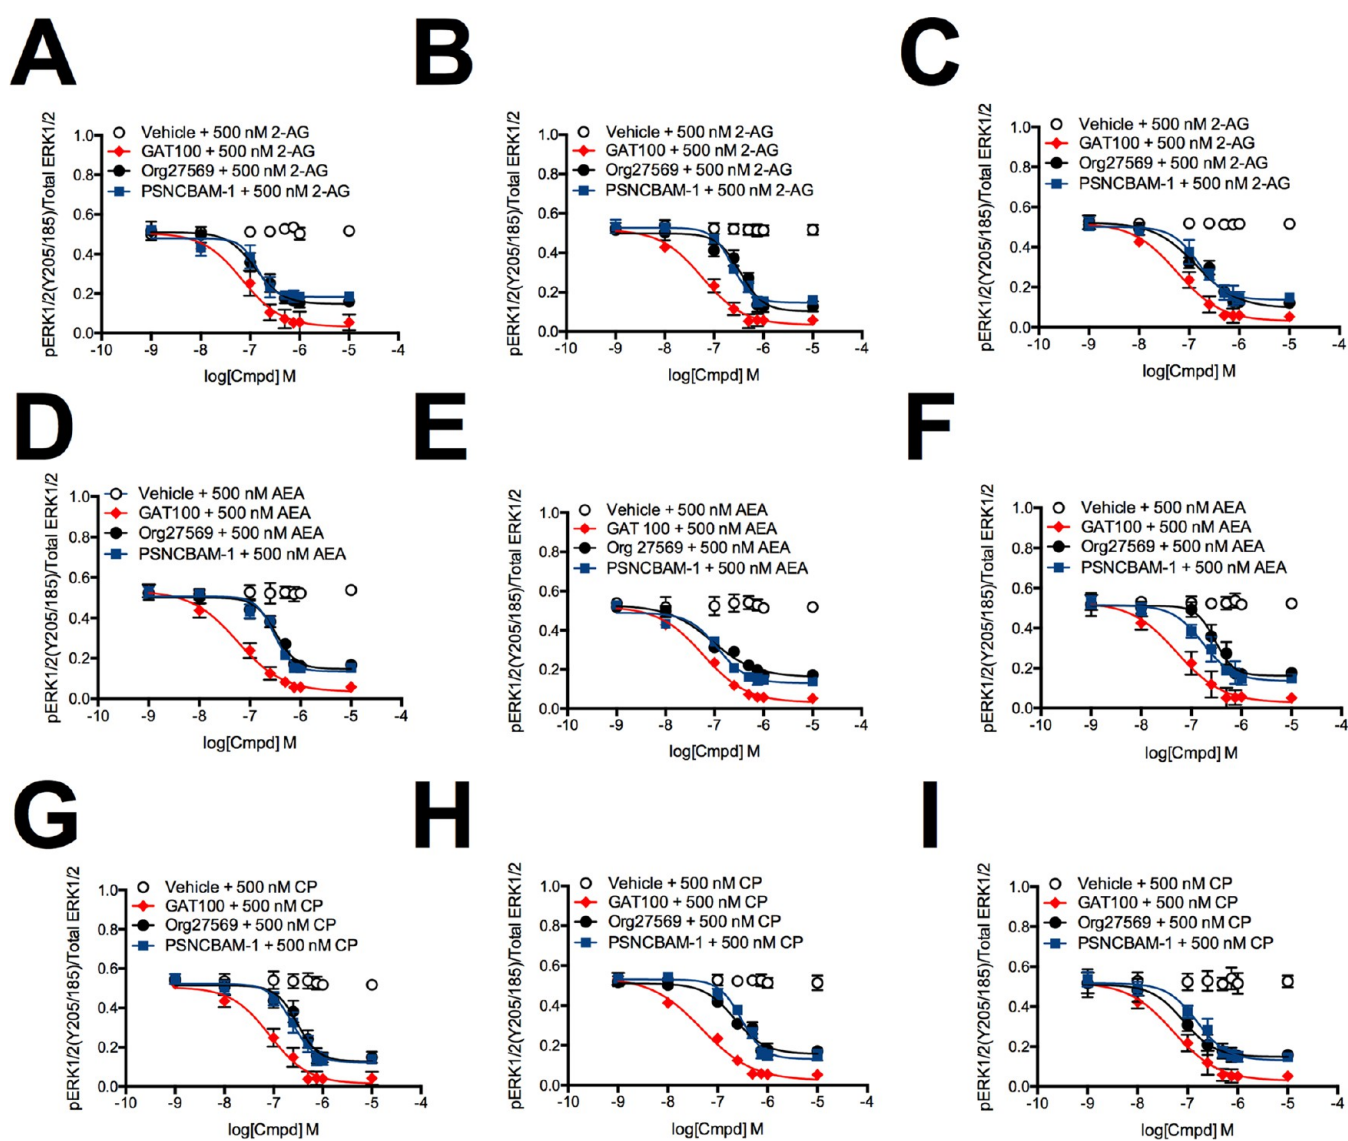 A
B
C
pERK1/2(Y205/185)/Total ERK1/2
1.0
0.8
0.6
0.4
0.2
0.0
Vehicle + 500 nM 2-AG
GAT100 + 500 nM 2-AG
Org27569 + 500 nM 2-AG
PSNCBAM-1 + 500 nM 2-AG
-10 -9 -8 -7 -6 -5 -4
log[Cmpd] M
pERK1/2(Y205/185)/Total ERK1/2
1.0
0.8
0.6
0.4
0.2
0.0
Vehicle + 500 nM 2-AG
GAT100 + 500 nM 2-AG
Org27569 + 500 nM 2-AG
PSNCBAM-1 + 500 nM 2-AG
-10 -9 -8 -7 -6 -5 -4
log[Cmpd] M
pERK1/2(Y205/185)/Total ERK1/2
1.0
0.8
0.6
0.4
0.2
0.0
Vehicle + 500 nM 2-AG
GAT100 + 500 nM 2-AG
Org27569 + 500 nM 2-AG
PSNCBAM-1 + 500 nM 2-AG
-10 -9 -8 -7 -6 -5 -4
log[Cmpd] M
D
E
F
pERK1/2(Y205/185)/Total ERK1/2
1.0
0.8
0.6
0.4
0.2
0.0
Vehicle + 500 nM AEA
GAT100 + 500 nM AEA
Org27569 + 500 nM AEA
PSNCBAM-1 + 500 nM AEA
-10 -9 -8 -7 -6 -5 -4
log[Cmpd] M
pERK1/2(Y205/185)/Total ERK1/2
1.0
0.8
0.6
0.4
0.2
0.0
Vehicle + 500 nM AEA
GAT 100 + 500 nM AEA
Org 27569 + 500 nM AEA
PSNCBAM-1 + 500 nM AEA
-10 -9 -8 -7 -6 -5 -4
log[Cmpd] M
pERK1/2(Y205/185)/Total ERK1/2
1.0
0.8
0.6
0.4
0.2
0.0
Vehicle + 500 nM AEA
GAT100 + 500 nM AEA
Org27569 + 500 nM AEA
PSNCBAM-1 + 500 nM AEA
-10 -9 -8 -7 -6 -5 -4
log[Cmpd] M
G
H
I
pERK1/2(Y205/185)/Total ERK1/2
1.0
0.8
0.6
0.4
0.2
0.0
Vehicle + 500 nM CP
GAT100 + 500 nM CP
Org27569 + 500 nM CP
PSNCBAM-1 + 500 nM CP
-10 -9 -8 -7 -6 -5 -4
log[Cmpd] M
pERK1/2(Y205/185)/Total ERK1/2
1.0
0.8
0.6
0.4
0.2
0.0
Vehicle + 500 nM CP
GAT100 + 500 nM CP
Org27569 + 500 nM CP
PSNCBAM-1 + 500 nM CP
-10 -9 -8 -7 -6 -5 -4
log[Cmpd] M
pERK1/2(Y205/185)/Total ERK1/2
1.0
0.8
0.6
0.4
0.2
0.0
Vehicle + 500 nM CP
GAT100 + 500 nM CP
Org27569 + 500 nM CP
PSNCBAM-1 + 500 nM CP
-10 -9 -8 -7 -6 -5 -4
log[Cmpd] M